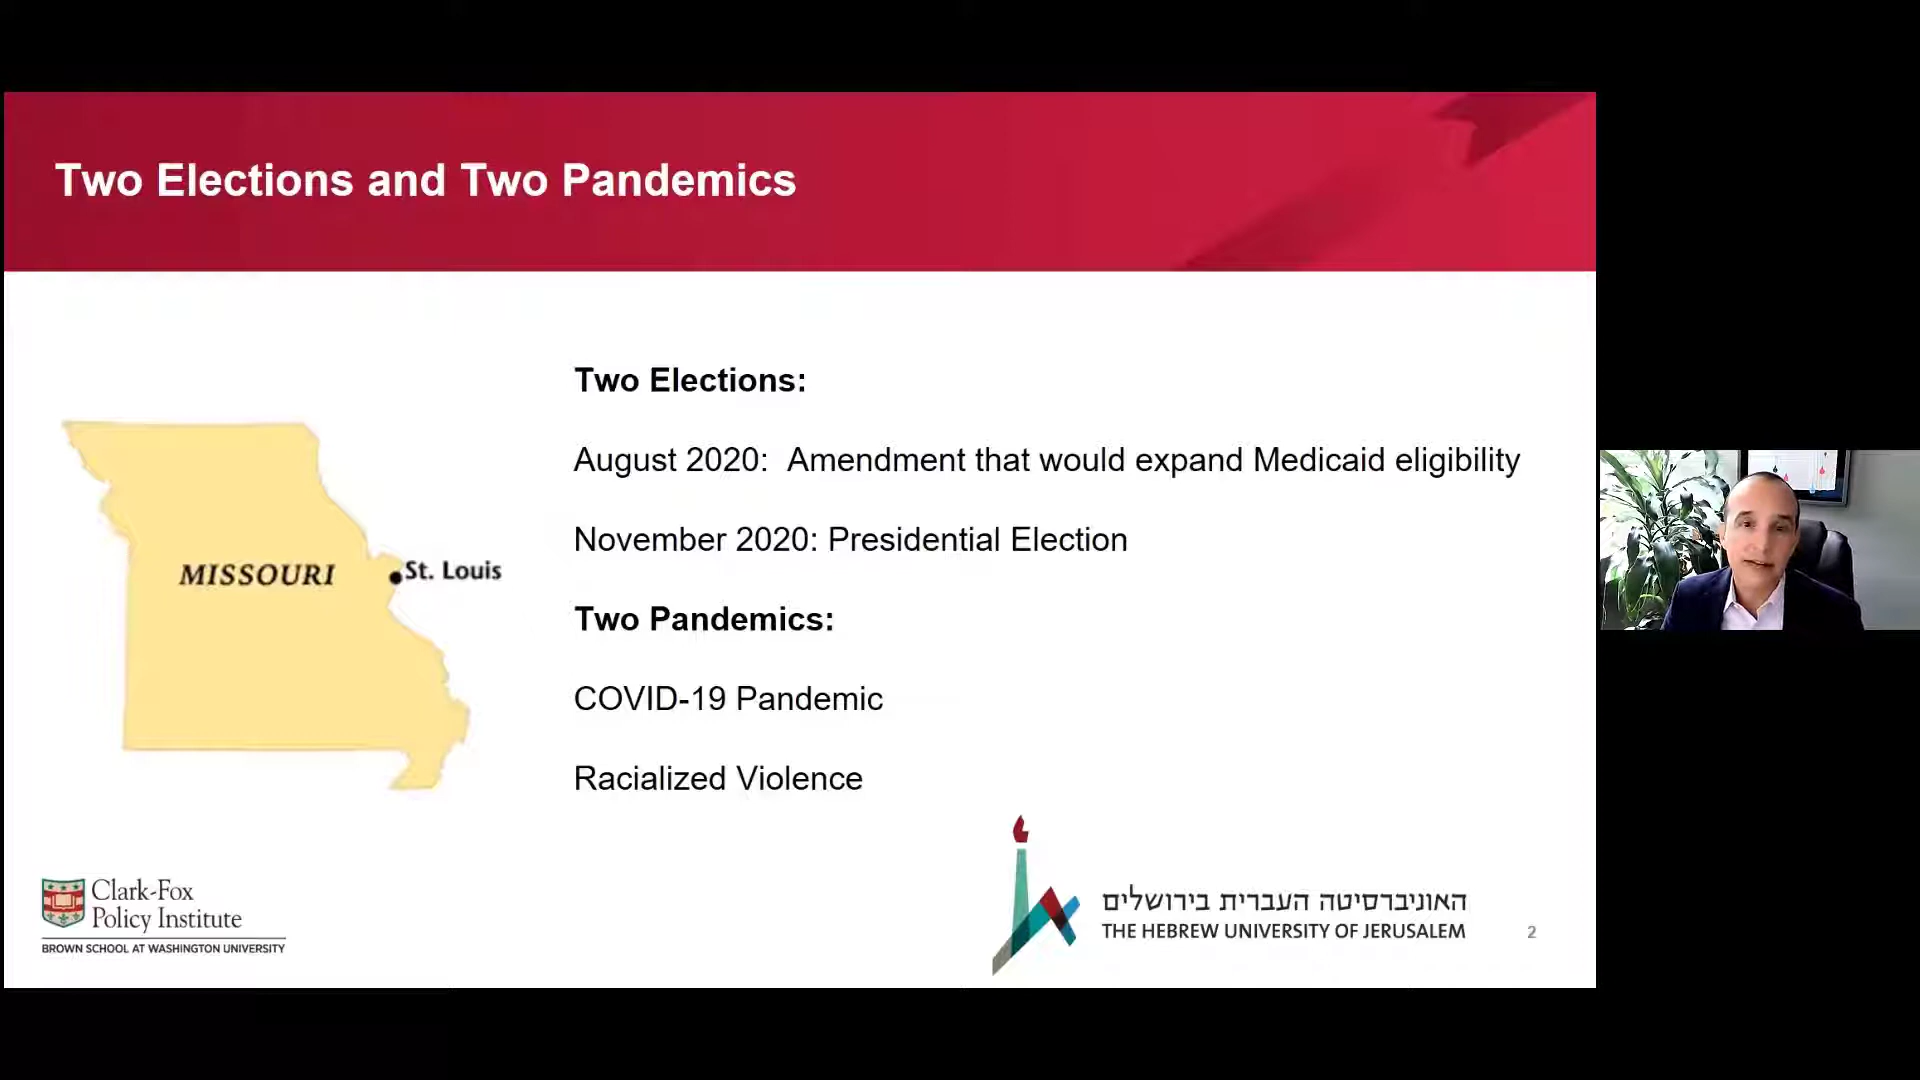 Two Elections and Two Pandemics
Two Elections:
August 2020: Amendment that would expand Medicaid eligibility
November 2020: Presidential Election
Two Pandemics:
COVID-19 Pandemic
Racialized Violence
MISSOURI
St. Louis
Clark-Fox
Policy Institute
BROWN SCHOOL AT WASHINGTON UNIVERSITY
האוניברסיטה העברית בירושלים
THE HEBREW UNIVERSITY OF JERUSALEM
2